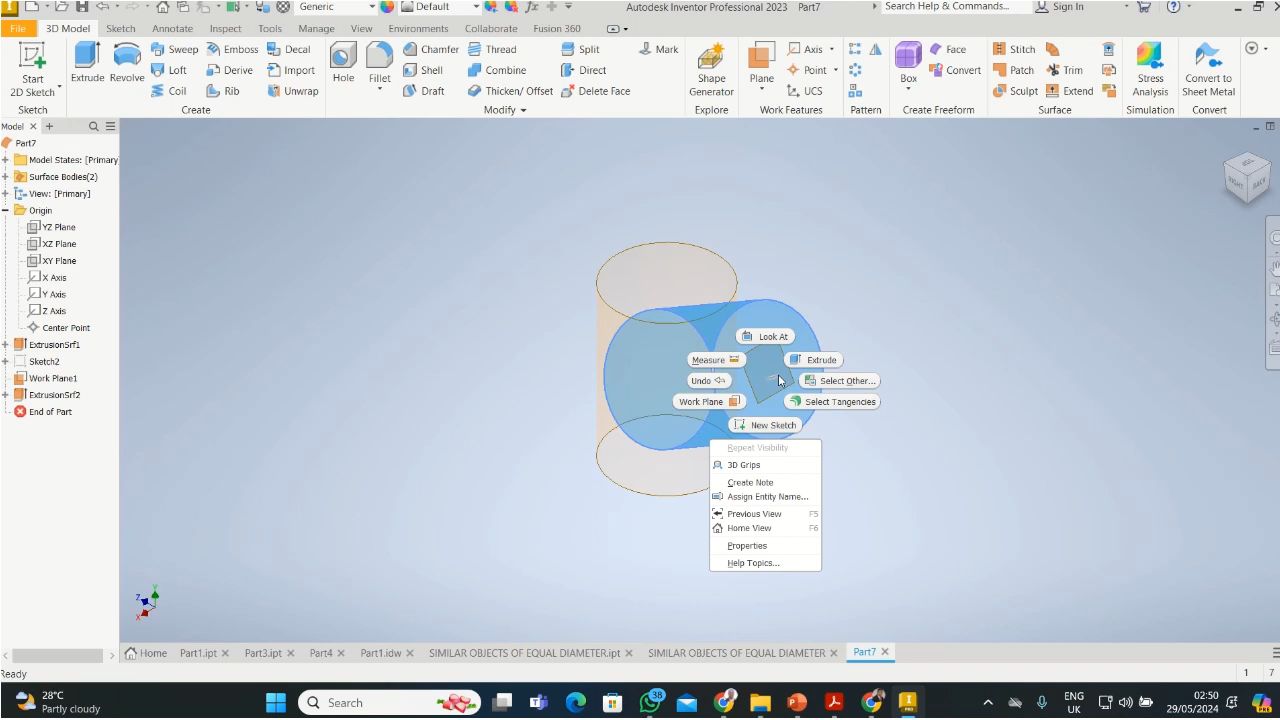 Generic Default Autodesk Inventor Professional 2023 Part7 Search Help & Commands... Sign In
File 3D Model Sketch Annotate Inspect Tools Manage View Environments Collaborate Fusion 360
Start 2D Sketch
Sketch
Extrude Revolve Sweep Emboss Decal
Loft Derive Import
Coil Rib Unwrap
Create
Hole Fillet Chamfer Thread Split Mark
Shell Combine Direct
Draft Thicken/ Offset Delete Face
Modify
Shape Generator
Explore
Plane Axis
Point
UCS
Work Features
Pattern
Box Face
Convert
Create Freeform
Stitch
Patch Trim
Sculpt Extend
Surface
Stress Analysis
Simulation
Convert to Sheet Metal
Convert
Model
Part7
Model States: [Primary]
Surface Bodies(2)
View: [Primary]
Origin
YZ Plane
XZ Plane
XY Plane
X Axis
Y Axis
Z Axis
Center Point
ExtrusionSrf1
Sketch2
Work Plane1
ExtrusionSrf2
End of Part
RIGHT BACK
Look At
Measure Extrude
Undo Select Other...
Work Plane Select Tangencies
New Sketch
Repeat Visibility
3D Grips
Create Note
Assign Entity Name...
Previous View F5
Home View F6
Properties
Help Topics...
Z Y X
Home Part1.ipt Part3.ipt Part4 Part1.idw SIMILAR OBJECTS OF EQUAL DIAMETER.ipt SIMILAR OBJECTS OF EQUAL DIAMETER Part7
Ready 1 7
28°C
Partly cloudy
Search
38
ENG
UK
02:50
29/05/2024